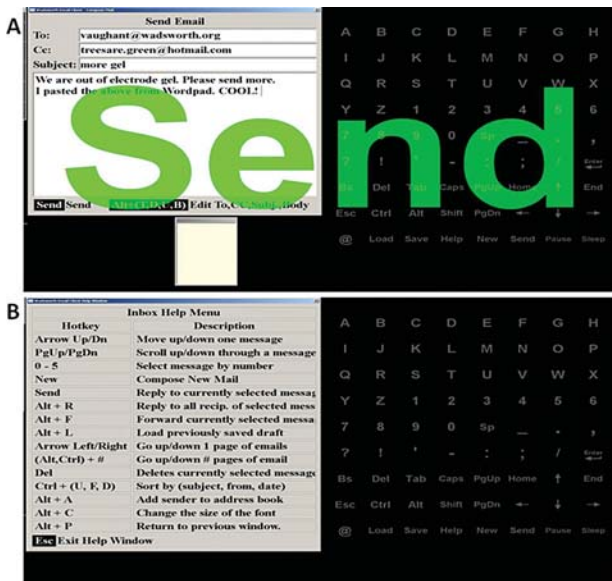 A
Send Email
To: vaughant@wadsworth.org
Cc: treesare.green@hotmail.com
Subject: more gel
We are out of electrode gel. Please send more.
I pasted the above from Wordpad. COOL!
Send Send Alt+(T,D,C,B) Edit To,CC,Subj.,Body
Send
A B C D E F G H
I J K L M N O P
Q R S T U V W X
Y Z 1 2 3 4 5 6
7 8 9 0 Sp _ . ,
? ! ' - : ; / Enter
Bs Del Tab Caps PgUp Home ↑ End
Esc Ctrl Alt Shift PgDn ← ↓ →
@ Load Save Help New Send Pause Sleep
B
Inbox Help Menu
Hotkey Description
Arrow Up/Dn Move up/down one message
PgUp/PgDn Scroll up/down through a message
0 - 5 Select message by number
New Compose New Mail
Send Reply to currently selected messag
Alt + R Reply to all recip. of selected mess
Alt + F Forward currently selected messag
Alt + L Load previously saved draft
Arrow Left/Right Go up/down 1 page of emails
(Alt,Ctrl) + # Go up/down # pages of email
Del Deletes currently selected message
Ctrl + (U, F, D) Sort by (subject, from, date)
Alt + A Add sender to address book
Alt + C Change the size of the font
Alt + P Return to previous window.
Esc Exit Help Window
A B C D E F G H
I J K L M N O P
Q R S T U V W X
Y Z 1 2 3 4 5 6
7 8 9 0 Sp _ . ,
? ! ' - : ; / Enter
Bs Del Tab Caps PgUp Home ↑ End
Esc Ctrl Alt Shift PgDn ← ↓ →
@ Load Save Help New Send Pause Sleep